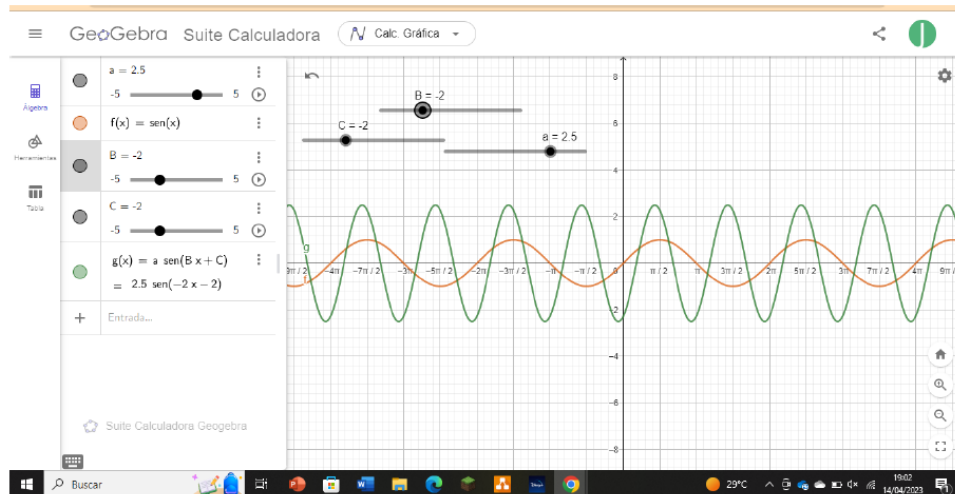 GeoGebra Suite Calculadora Calc. Gráfica
Álgebra
Herramientas
Tabla
a = 2.5
-5 5
f(x) = sen(x)
B = -2
-5 5
C = -2
-5 5
g(x) = a sen(B x + C)
= 2.5 sen(-2 x - 2)
+ Entrada...
Suite Calculadora Geogebra
B = -2
C = -2
a = 2.5
8
6
4
2
g
f
-4π -7π / 2 -3π -5π / 2 -2π -3π / 2 -π -π / 2 0 π / 2 π 3π / 2 2π 5π / 2 3π 7π / 2 4π
-2
-4
-6
-8
Buscar
29°C
19:02
14/04/2023